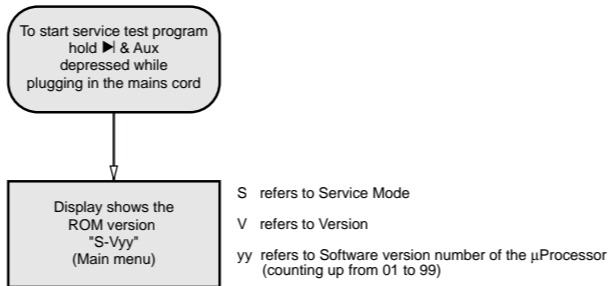 To start service test program
hold ▶| & Aux
depressed while
plugging in the mains cord
Display shows the
ROM version
"S-Vyy"
(Main menu)
S refers to Service Mode
V refers to Version
yy refers to Software version number of the µProcessor
(counting up from 01 to 99)